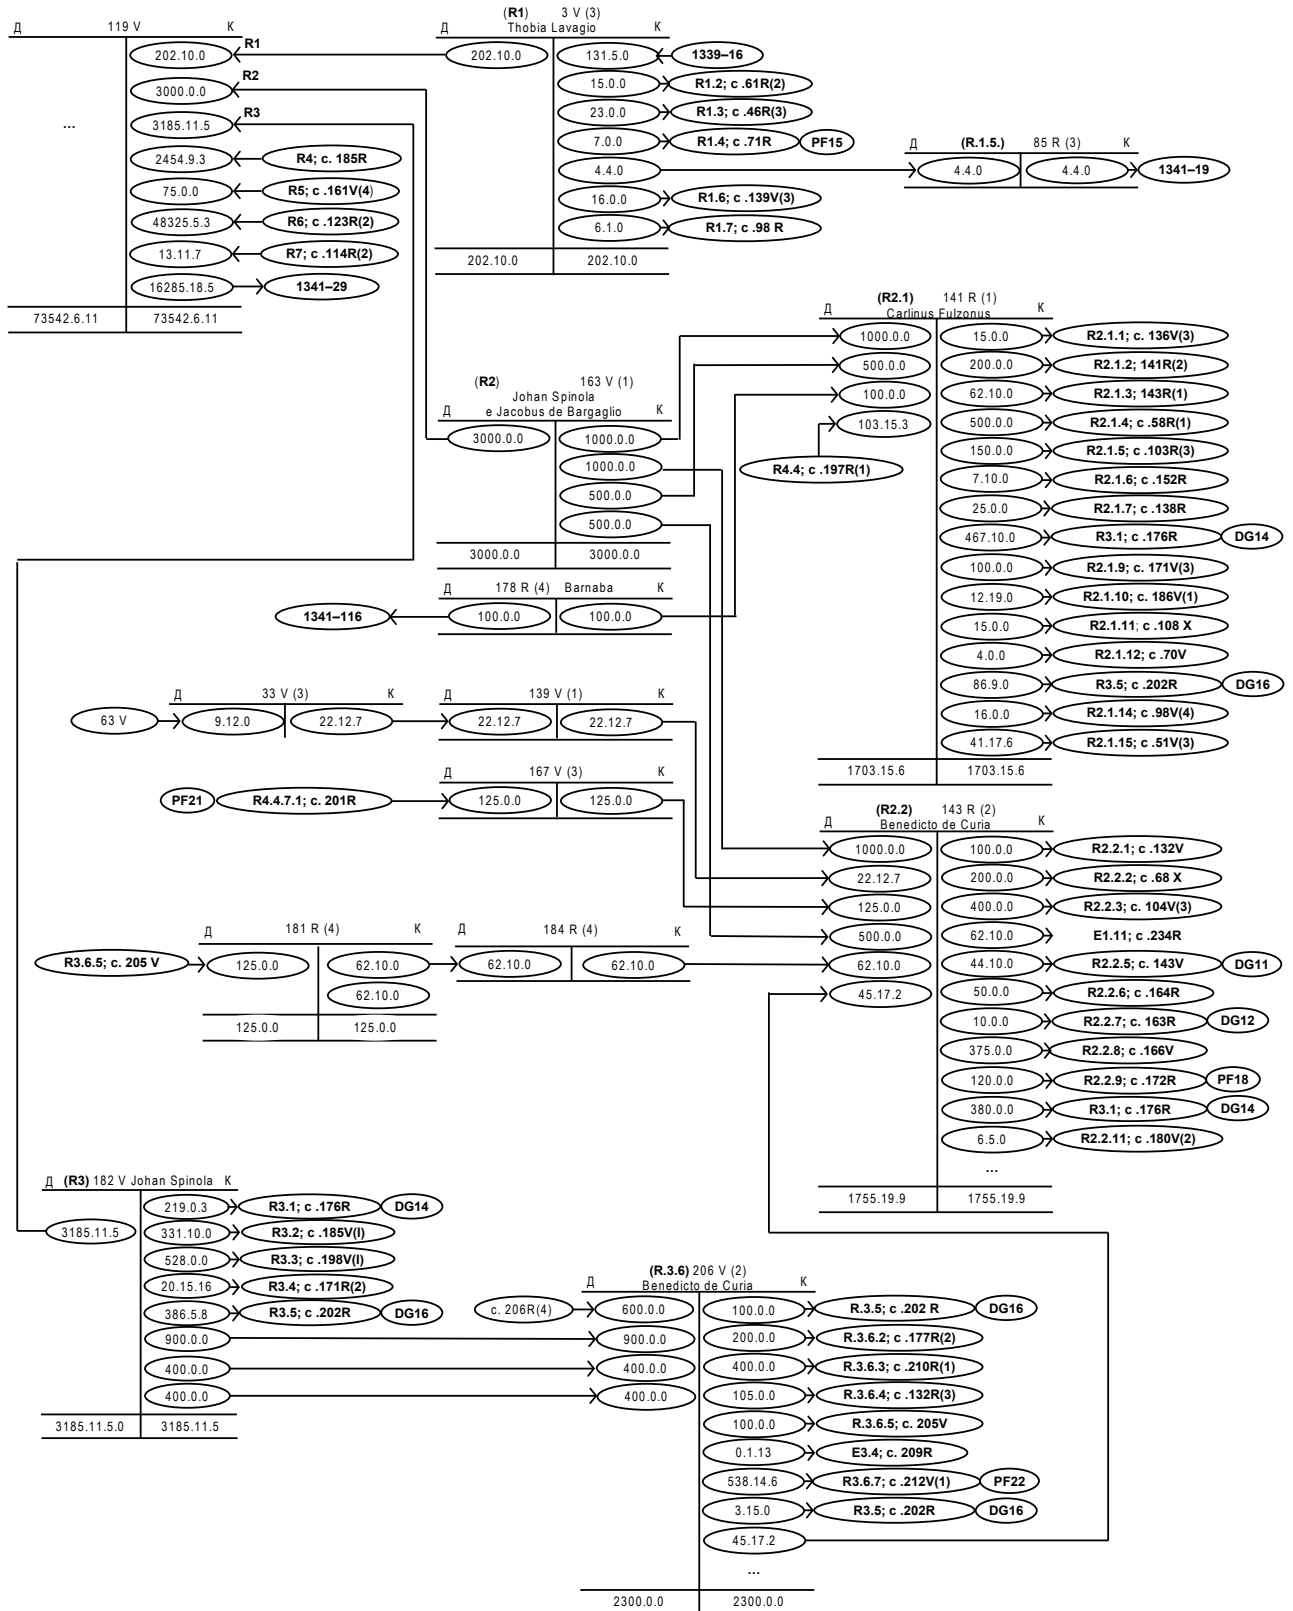 Д 119 V К
202.10.0 R1
3000.0.0 R2
... 3185.11.5 R3
2454.9.3 R4; c. 185R
75.0.0 R5; c .161V(4)
48325.5.3 R6; c .123R(2)
13.11.7 R7; c .114R(2)
16285.18.5 1341–29
73542.6.11 73542.6.11
(R1) 3 V (3)
Д Thobia Lavagio К
202.10.0 131.5.0 1339–16
15.0.0 R1.2; c .61R(2)
23.0.0 R1.3; c .46R(3)
7.0.0 R1.4; c .71R PF15
4.4.0
16.0.0 R1.6; c .139V(3)
6.1.0 R1.7; c .98 R
202.10.0 202.10.0
Д (R.1.5.) 85 R (3) К
4.4.0 4.4.0 1341–19
(R2.1) 141 R (1)
Д Carlinus Fulzonus К
1000.0.0 15.0.0 R2.1.1; c. 136V(3)
500.0.0 200.0.0 R2.1.2; 141R(2)
100.0.0 62.10.0 R2.1.3; 143R(1)
103.15.3 500.0.0 R2.1.4; c .58R(1)
150.0.0 R2.1.5; c .103R(3)
R4.4; c .197R(1) 7.10.0 R2.1.6; c .152R
25.0.0 R2.1.7; c .138R
467.10.0 R3.1; c .176R DG14
100.0.0 R2.1.9; c. 171V(3)
12.19.0 R2.1.10; c. 186V(1)
15.0.0 R2.1.11; c .108 X
4.0.0 R2.1.12; c .70V
86.9.0 R3.5; c .202R DG16
16.0.0 R2.1.14; c .98V(4)
41.17.6 R2.1.15; c .51V(3)
1703.15.6 1703.15.6
(R2) 163 V (1)
Johan Spinola
Д e Jacobus de Bargaglio К
3000.0.0 1000.0.0
1000.0.0
500.0.0
500.0.0
3000.0.0 3000.0.0
Д 178 R (4) Barnaba К
1341–116 100.0.0 100.0.0
Д 33 V (3) К
63 V 9.12.0 22.12.7
Д 139 V (1) К
22.12.7 22.12.7
Д 167 V (3) К
PF21 R4.4.7.1; c. 201R 125.0.0 125.0.0
(R2.2) 143 R (2)
Д Benedicto de Curia К
1000.0.0 100.0.0 R2.2.1; c .132V
22.12.7 200.0.0 R2.2.2; c .68 X
125.0.0 400.0.0 R2.2.3; c. 104V(3)
500.0.0 62.10.0 E1.11; c .234R
62.10.0 44.10.0 R2.2.5; c. 143V DG11
45.17.2 50.0.0 R2.2.6; c .164R
10.0.0 R2.2.7; c. 163R DG12
375.0.0 R2.2.8; c .166V
120.0.0 R2.2.9; c .172R PF18
380.0.0 R3.1; c .176R DG14
6.5.0 R2.2.11; c .180V(2)
...
1755.19.9 1755.19.9
Д 181 R (4) К
R3.6.5; c. 205 V 125.0.0 62.10.0
62.10.0
125.0.0 125.0.0
Д 184 R (4) К
62.10.0 62.10.0
Д (R3) 182 V Johan Spinola К
219.0.3 R3.1; c .176R DG14
3185.11.5 331.10.0 R3.2; c .185V(I)
528.0.0 R3.3; c .198V(I)
20.15.16 R3.4; c .171R(2)
386.5.8 R3.5; c .202R DG16
900.0.0
400.0.0
400.0.0
3185.11.5.0 3185.11.5
(R.3.6) 206 V (2)
Д Benedicto de Curia К
c. 206R(4) 600.0.0 100.0.0 R.3.5; c .202 R DG16
900.0.0 200.0.0 R.3.6.2; c .177R(2)
400.0.0 400.0.0 R.3.6.3; c .210R(1)
400.0.0 105.0.0 R.3.6.4; c .132R(3)
100.0.0 R.3.6.5; c. 205V
0.1.13 E3.4; c. 209R
538.14.6 R3.6.7; c .212V(1) PF22
3.15.0 R3.5; c .202R DG16
45.17.2
...
2300.0.0 2300.0.0